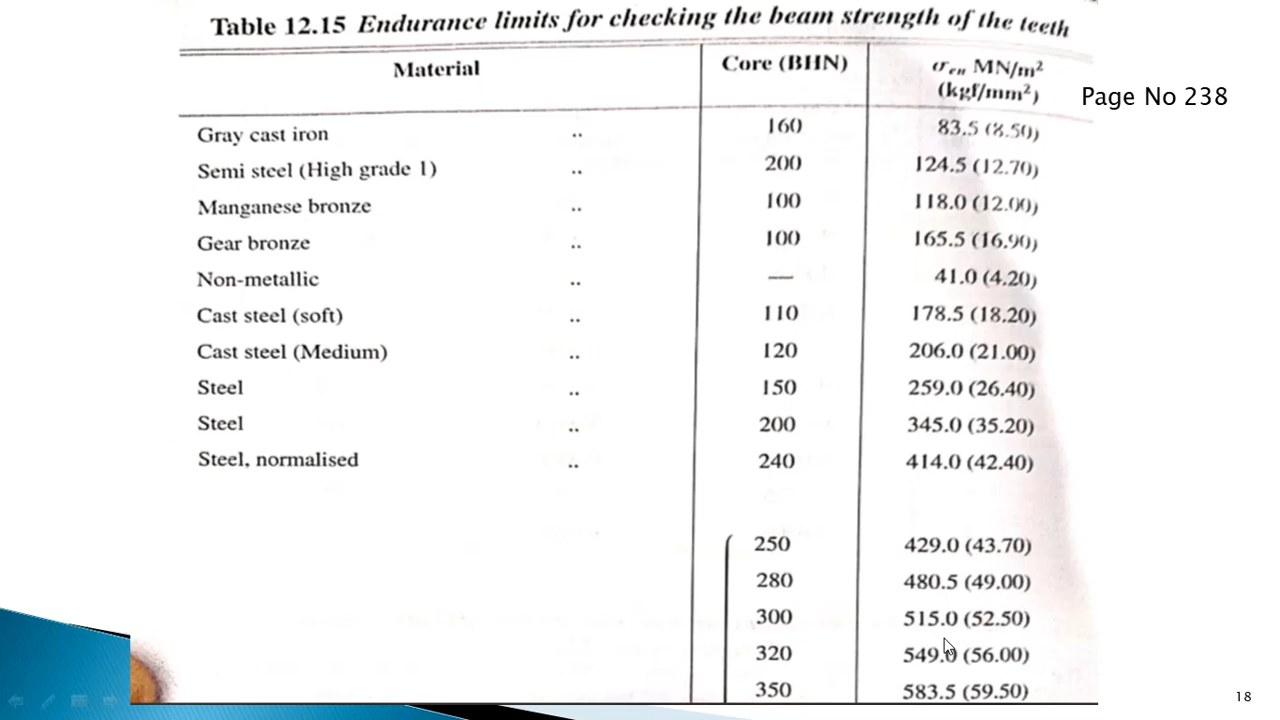 Table 12.15 Endurance limits for checking the beam strength of the teeth
Material Core (BHN) σen MN/m²
(kgf/mm²)
Page No 238
Gray cast iron .. 160 83.5 (8.50)
Semi steel (High grade 1) .. 200 124.5 (12.70)
Manganese bronze .. 100 118.0 (12.00)
Gear bronze .. 100 165.5 (16.90)
Non-metallic .. — 41.0 (4.20)
Cast steel (soft) .. 110 178.5 (18.20)
Cast steel (Medium) .. 120 206.0 (21.00)
Steel .. 150 259.0 (26.40)
Steel .. 200 345.0 (35.20)
Steel, normalised .. 240 414.0 (42.40)
250 429.0 (43.70)
280 480.5 (49.00)
300 515.0 (52.50)
320 549.0 (56.00)
350 583.5 (59.50)
18